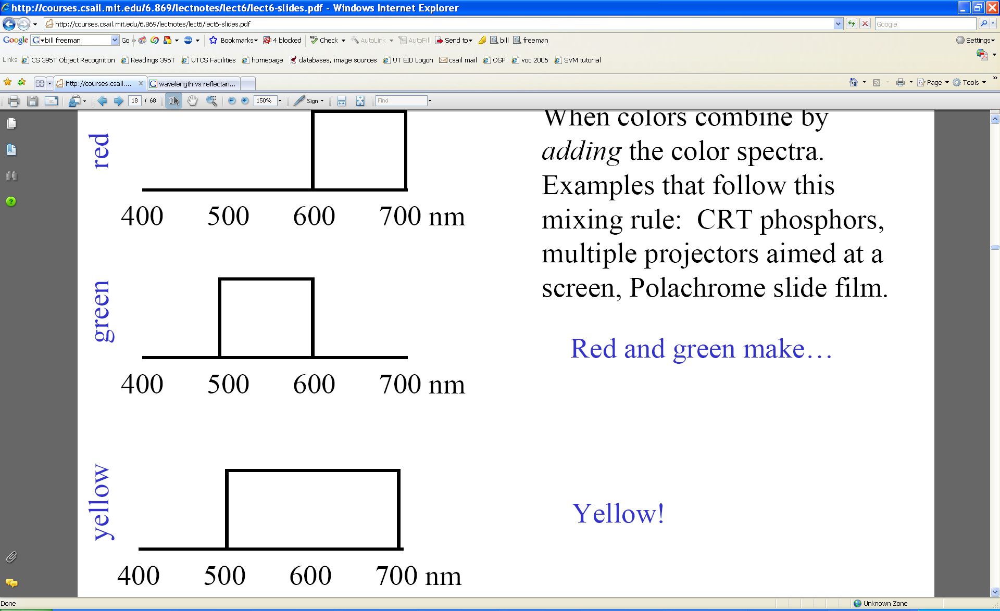 http://courses.csail.mit.edu/6.869/lectnotes/lect6/lect6-slides.pdf - Windows Internet Explorer
http://courses.csail.mit.edu/6.869/lectnotes/lect6/lect6-slides.pdf Google
Google G bill freeman Go Bookmarks 4 blocked ABC Check AutoLink AutoFill Send to bill freeman Settings
Links CS 395T Object Recognition Readings 395T UTCS Facilities homepage databases, image sources UT EID Logon csail mail OSP voc 2006 SVM tutorial
http://courses.csail.... G wavelength vs reflectan... Page Tools
18 / 68 150% Sign Find
red
400 500 600 700 nm
When colors combine by
adding the color spectra.
Examples that follow this
mixing rule: CRT phosphors,
multiple projectors aimed at a
screen, Polachrome slide film.
green
400 500 600 700 nm
Red and green make…
yellow
400 500 600 700 nm
Yellow!
Done Unknown Zone